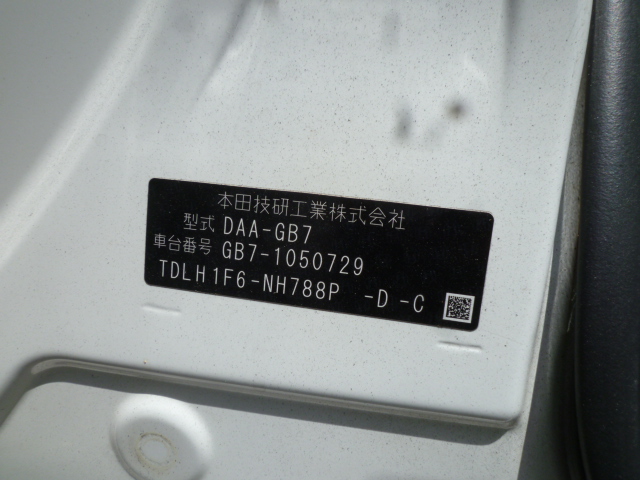 本田技研工業株式会社
型式 DAA-GB7
車台番号 GB7-1050729
TDLH1F6-NH788P -D -C